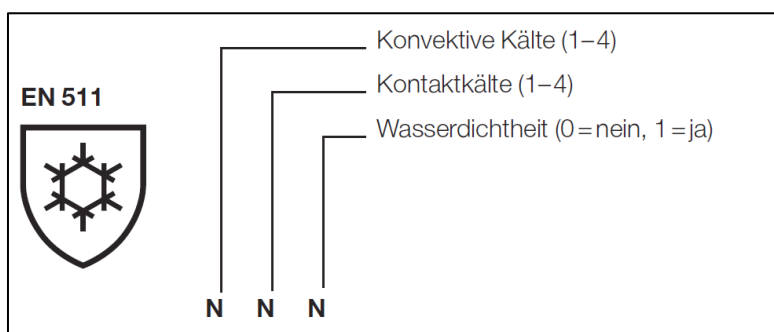 Konvektive Kälte (1–4)
Kontaktkälte (1–4)
EN 511
Wasserdichtheit (0=nein, 1=ja)
N N N